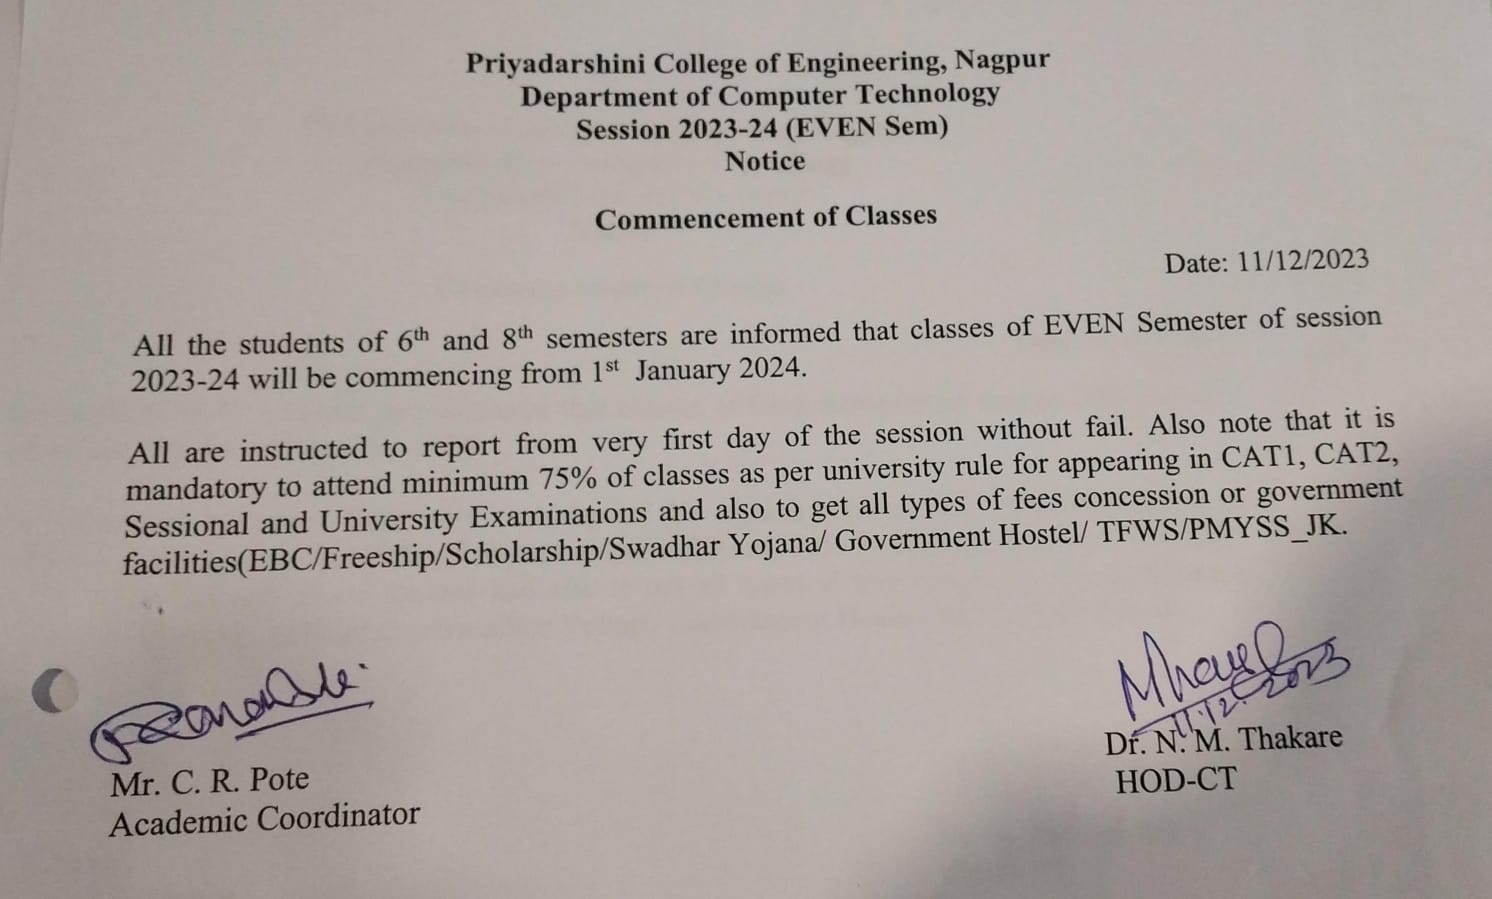 Priyadarshini College of Engineering, Nagpur
Department of Computer Technology
Session 2023-24 (EVEN Sem)
Notice
Commencement of Classes
Date: 11/12/2023
All the students of 6th and 8th semesters are informed that classes of EVEN Semester of session
2023-24 will be commencing from 1st January 2024.
All are instructed to report from very first day of the session without fail. Also note that it is
mandatory to attend minimum 75% of classes as per university rule for appearing in CAT1, CAT2,
Sessional and University Examinations and also to get all types of fees concession or government
facilities(EBC/Freeship/Scholarship/Swadhar Yojana/ Government Hostel/ TFWS/PMYSS_JK.
11.12.2023
Mr. C. R. Pote
Academic Coordinator
Dr. N. M. Thakare
HOD-CT